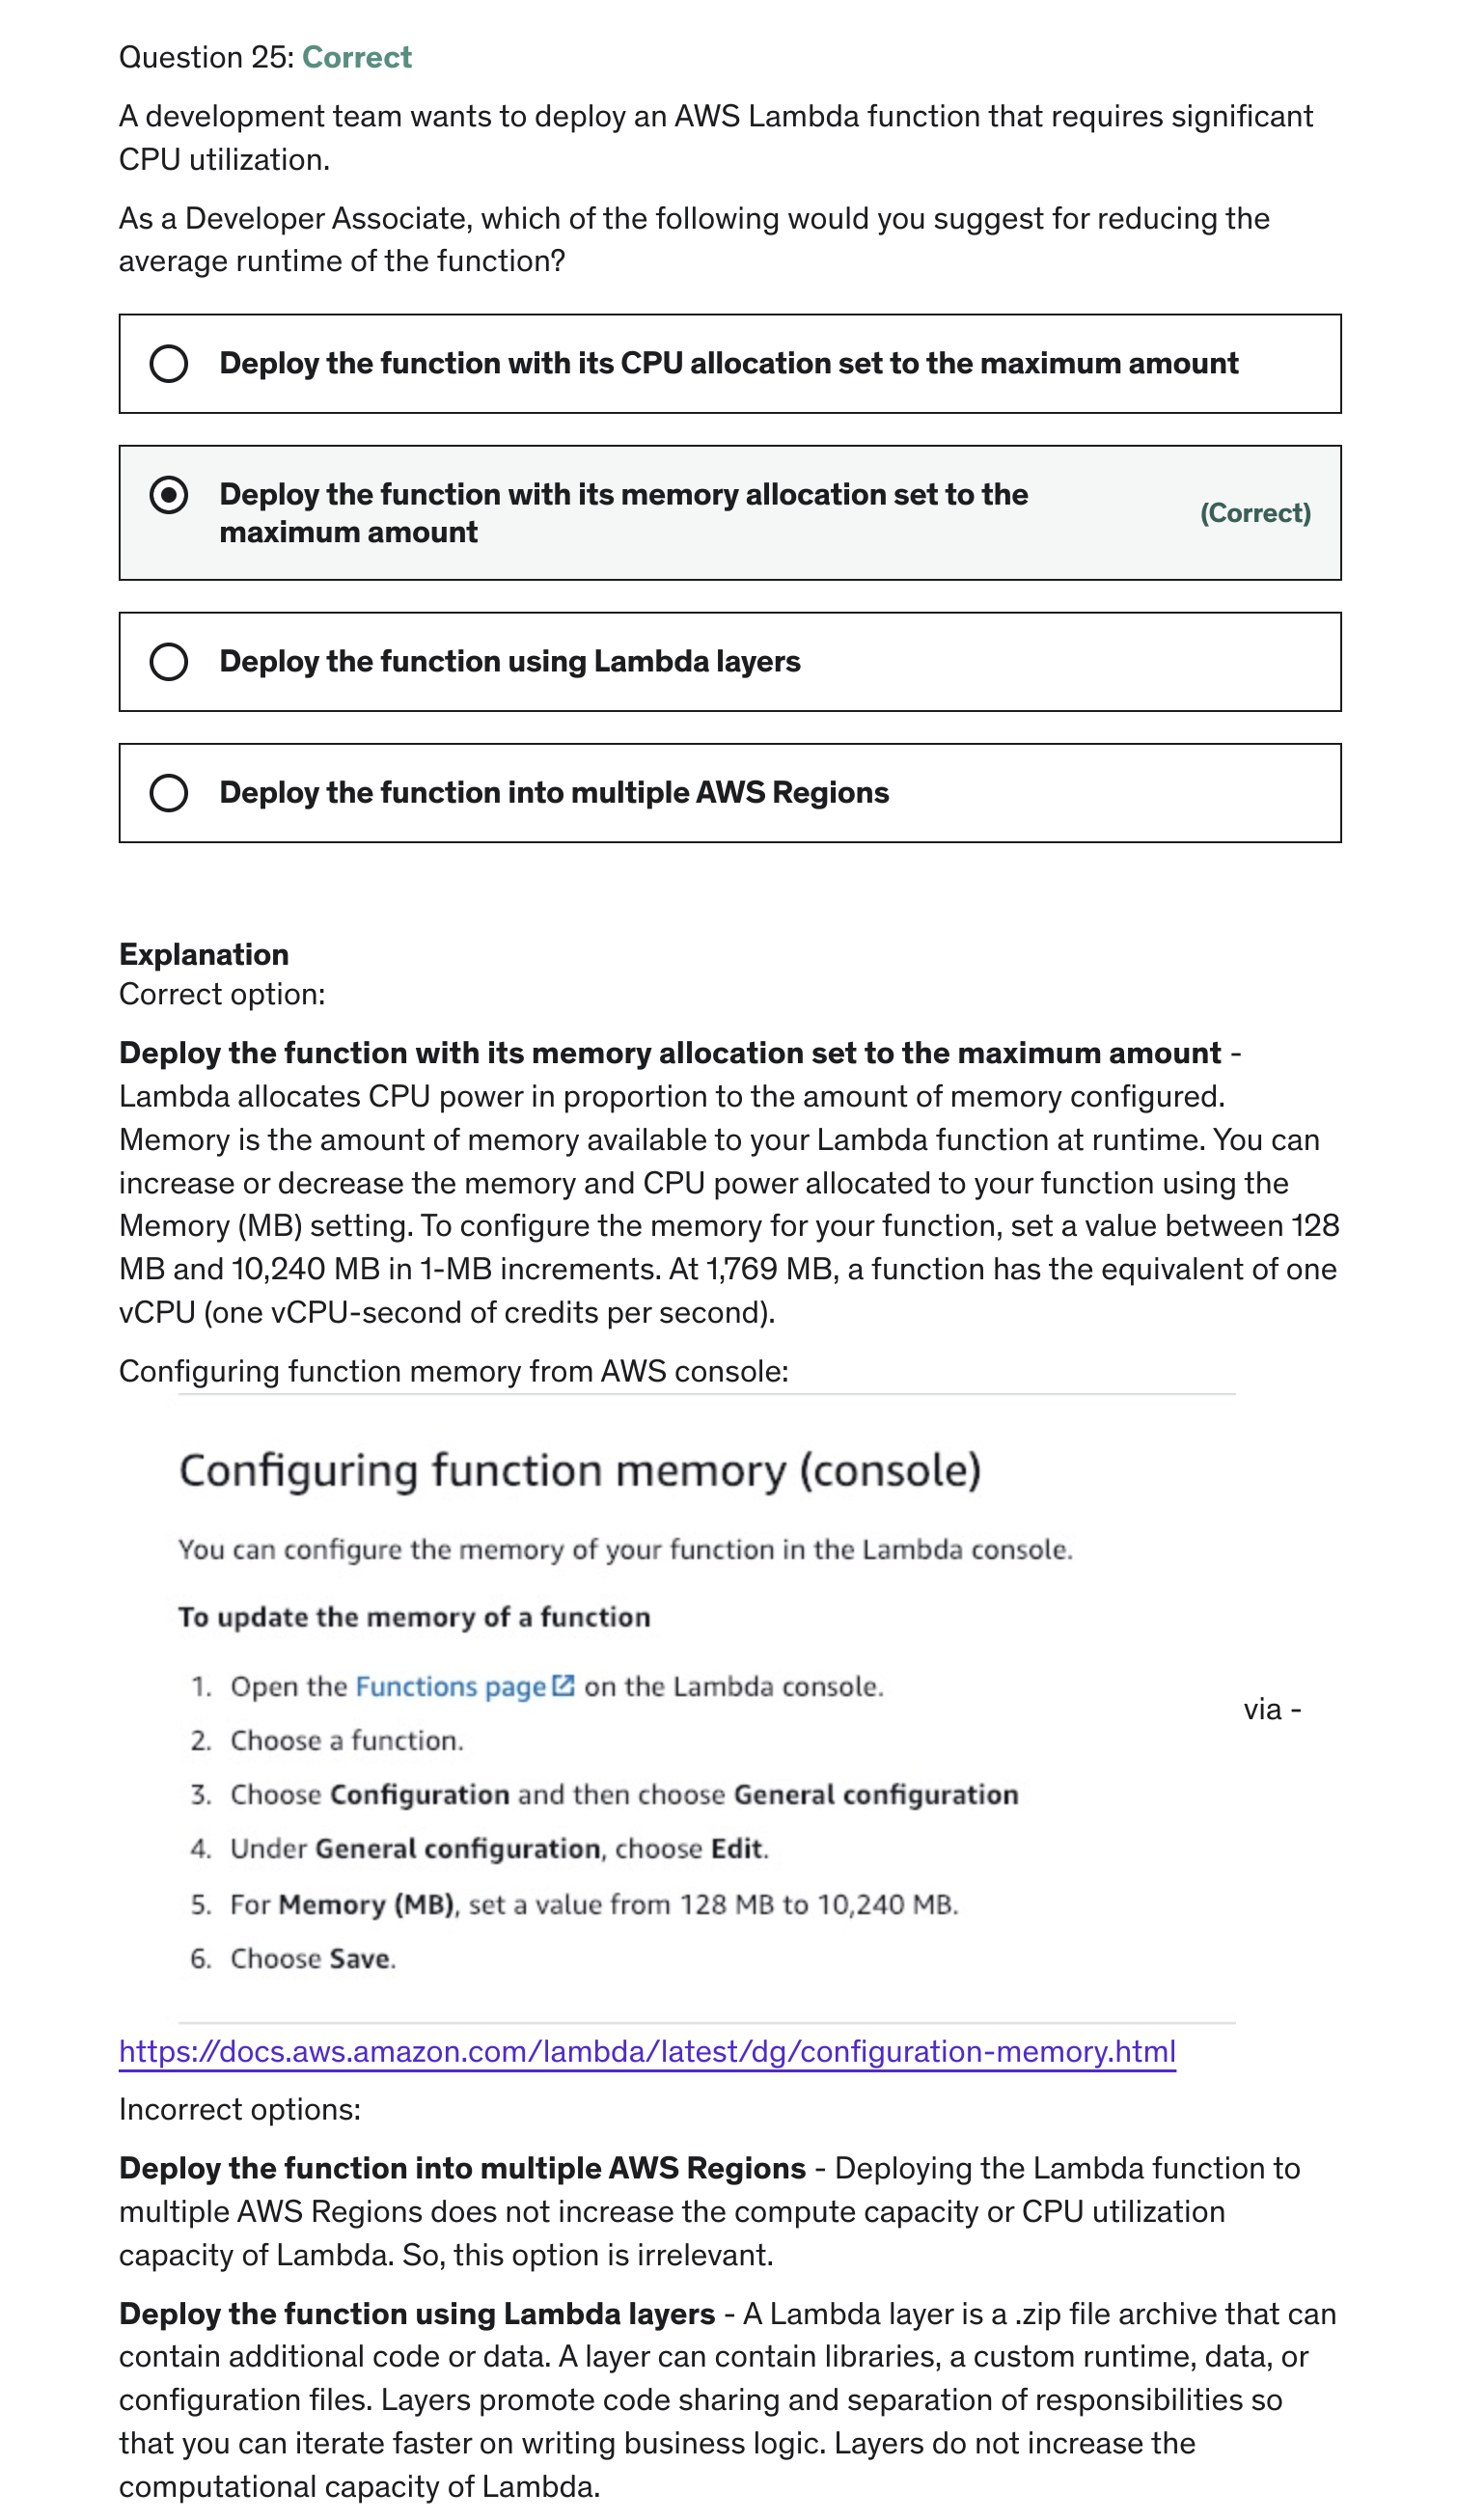 Question 25: Correct
A development team wants to deploy an AWS Lambda function that requires significant
CPU utilization.
As a Developer Associate, which of the following would you suggest for reducing the
average runtime of the function?
Deploy the function with its CPU allocation set to the maximum amount
Deploy the function with its memory allocation set to the
maximum amount
(Correct)
Deploy the function using Lambda layers
Deploy the function into multiple AWS Regions
Explanation
Correct option:
Deploy the function with its memory allocation set to the maximum amount -
Lambda allocates CPU power in proportion to the amount of memory configured.
Memory is the amount of memory available to your Lambda function at runtime. You can
increase or decrease the memory and CPU power allocated to your function using the
Memory (MB) setting. To configure the memory for your function, set a value between 128
MB and 10,240 MB in 1-MB increments. At 1,769 MB, a function has the equivalent of one
vCPU (one vCPU-second of credits per second).
Configuring function memory from AWS console:
Configuring function memory (console)
You can configure the memory of your function in the Lambda console.
To update the memory of a function
1. Open the Functions page on the Lambda console.
2. Choose a function.
3. Choose Configuration and then choose General configuration
4. Under General configuration, choose Edit.
5. For Memory (MB), set a value from 128 MB to 10,240 MB.
6. Choose Save.
via -
https://docs.aws.amazon.com/lambda/latest/dg/configuration-memory.html
Incorrect options:
Deploy the function into multiple AWS Regions - Deploying the Lambda function to
multiple AWS Regions does not increase the compute capacity or CPU utilization
capacity of Lambda. So, this option is irrelevant.
Deploy the function using Lambda layers - A Lambda layer is a .zip file archive that can
contain additional code or data. A layer can contain libraries, a custom runtime, data, or
configuration files. Layers promote code sharing and separation of responsibilities so
that you can iterate faster on writing business logic. Layers do not increase the
computational capacity of Lambda.